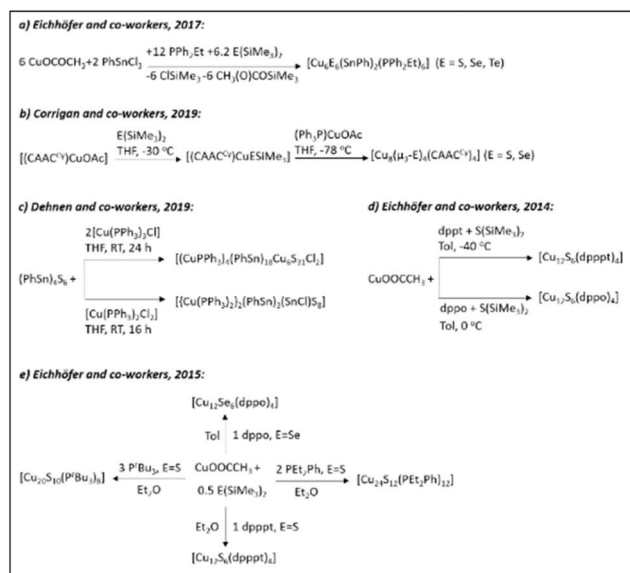 a) Eichhöfer and co-workers, 2017:
6 CuOCOCH₃+2 PhSnCl₃ +12 PPh₂Et +6.2 E(SiMe₃)₂ [Cu₆E₆(SnPh)₂(PPh₂Et)₆] (E = S, Se, Te)
-6 ClSiMe₃-6 CH₃(O)COSiMe₃
b) Corrigan and co-workers, 2019:
E(SiMe₃)₂ (Ph₃P)CuOAc
[(CAACᶜʸ)CuOAc] THF, -30 °C [(CAACᶜʸ)CuESiMe₃] THF, -78 °C [Cu₈(μ₃-E)₄(CAACᶜʸ)₄] (E = S, Se)
c) Dehnen and co-workers, 2019:
2[Cu(PPh₃)₃Cl]
THF, RT, 24 h
[(CuPPh₃)₄(PhSn)₁₈Cu₆S₃₁Cl₂]
(PhSn)₄S₆ +
[{Cu(PPh₃)₂}₂(PhSn)₃(SnCl)S₈]
[Cu(PPh₃)₂Cl₂]
THF, RT, 16 h
d) Eichhöfer and co-workers, 2014:
dppt + S(SiMe₃)₂
Tol, -40 °C
[Cu₁₂S₆(dpppt)₄]
CuOOCCH₃ +
[Cu₁₂S₆(dppo)₄]
dppo + S(SiMe₃)₂
Tol, 0 °C
e) Eichhöfer and co-workers, 2015:
[Cu₁₂Se₆(dppo)₄]
Tol 1 dppo, E=Se
[Cu₂₀S₁₀(PᵗBu₃)₈] 3 PᵗBu₃, E=S CuOOCCH₃ + 2 PEt₂Ph, E=S [Cu₂₄S₁₂(PEt₂Ph)₁₂]
Et₂O 0.5 E(SiMe₃)₂ Et₂O
Et₂O 1 dpppt, E=S
[Cu₁₂S₆(dpppt)₄]